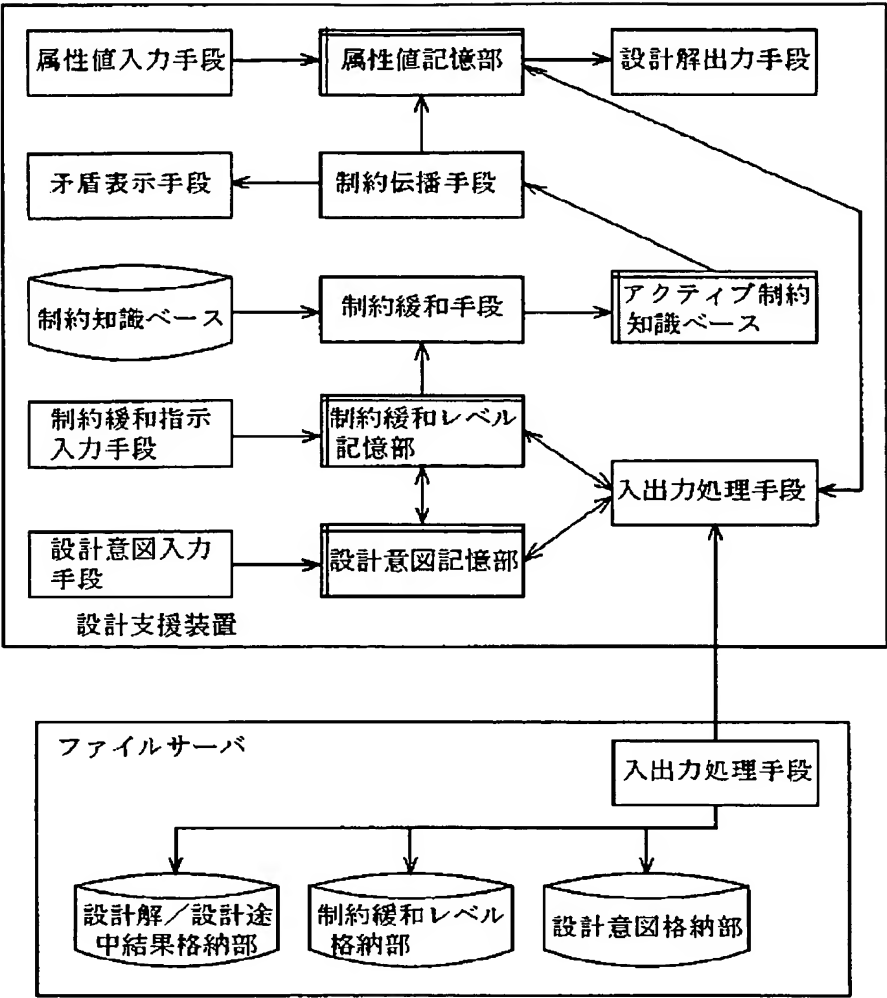 属性値入力手段
属性値記憶部
設計解出力手段
矛盾表示手段
制約伝播手段
制約知識ベース
制約緩和手段
アクティブ制約
知識ベース
制約緩和指示
入力手段
制約緩和レベル
記憶部
入出力処理手段
設計意図入力
手段
設計意図記憶部
設計支援装置
ファイルサーバ
入出力処理手段
設計解／設計途
中結果格納部
制約緩和レベル
格納部
設計意図格納部